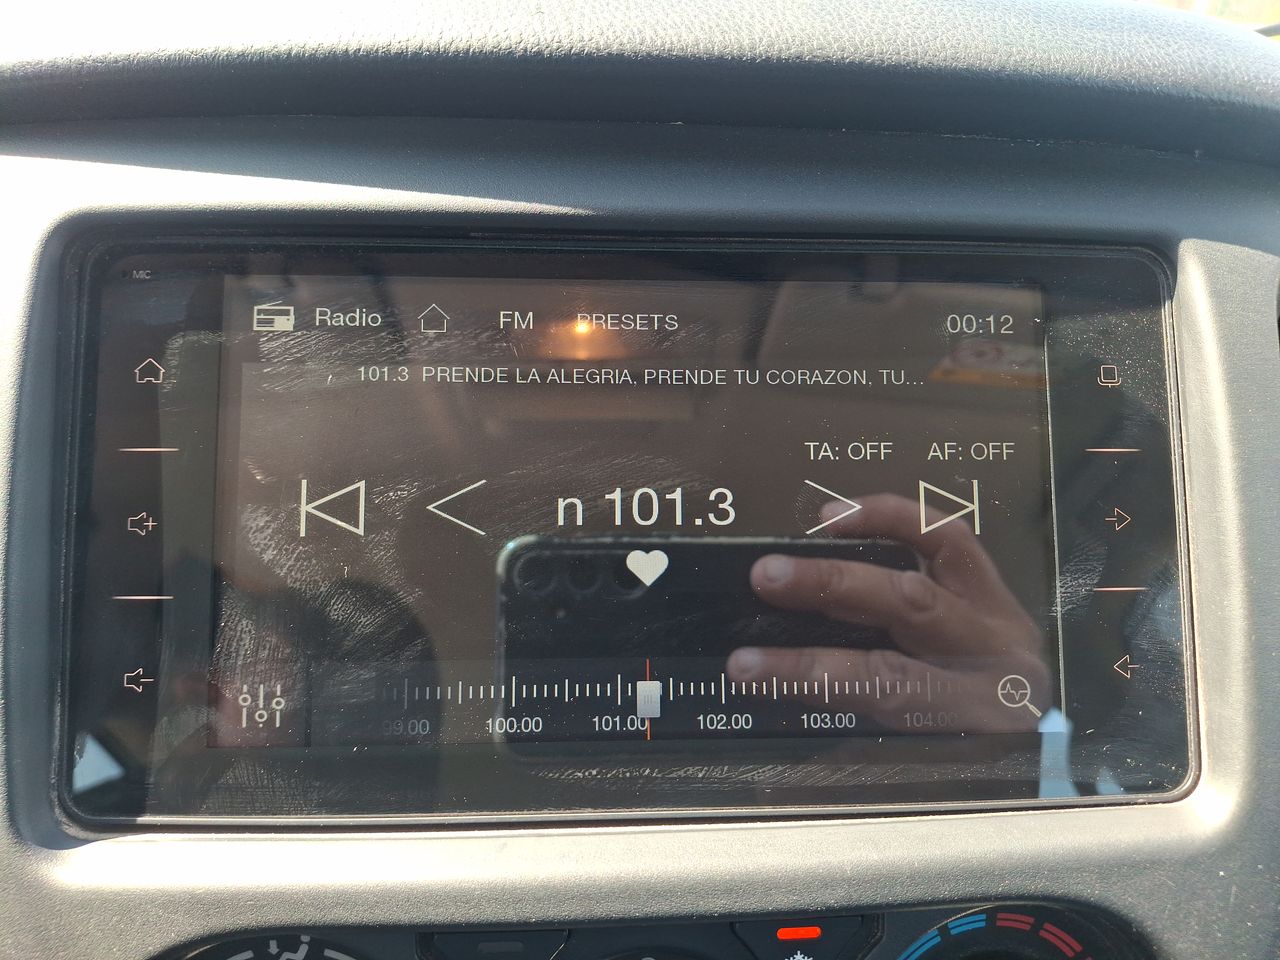 MIC
Radio FM PRESETS 00:12
101.3 PRENDE LA ALEGRIA, PRENDE TU CORAZON, TU...
TA: OFF AF: OFF
n 101.3
99.00 100.00 101.00 102.00 103.00 104.00